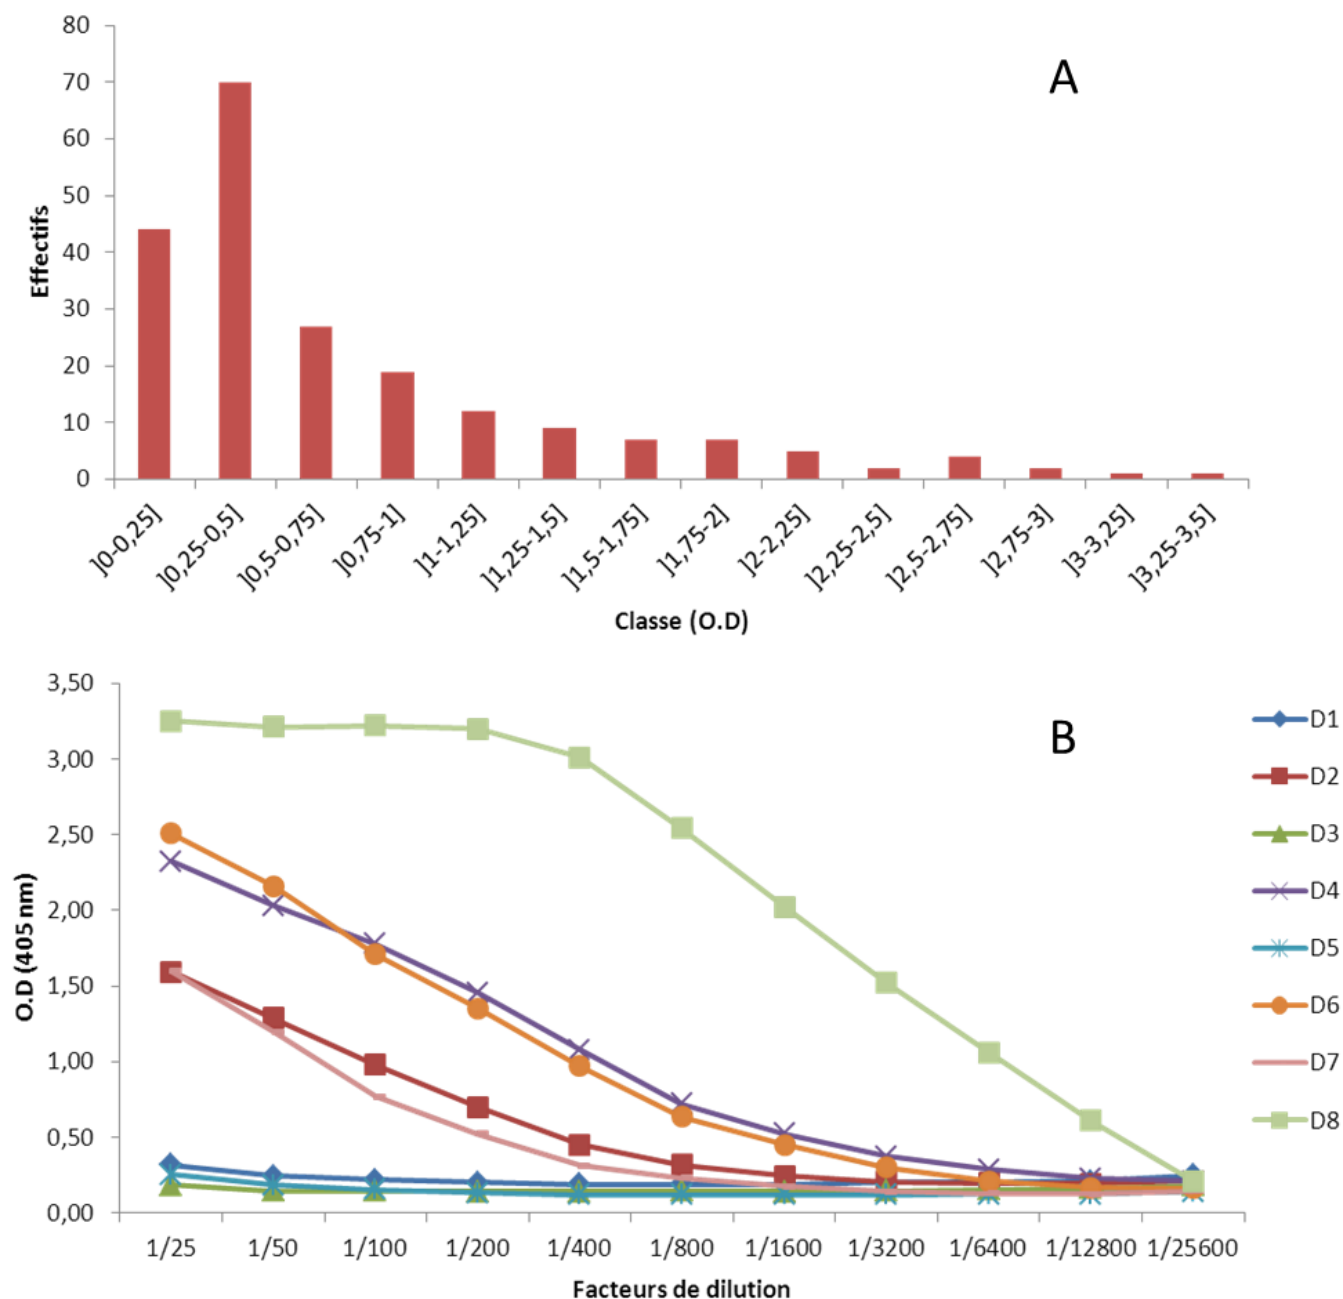 80
70
60
50
40
30
20
10
0
Effectifs
A
]0-0,25]
]0,25-0,5]
]0,5-0,75]
]0,75-1]
]1-1,25]
]1,25-1,5]
]1,5-1,75]
]1,75-2]
]2-2,25]
]2,25-2,5]
]2,5-2,75]
]2,75-3]
]3-3,25]
]3,25-3,5]
Classe (O.D)
3,50
3,00
2,50
2,00
1,50
1,00
0,50
0,00
O.D (405 nm)
B
D1
D2
D3
D4
D5
D6
D7
D8
1/25 1/50 1/100 1/200 1/400 1/800 1/1600 1/3200 1/6400 1/12800 1/25600
Facteurs de dilution